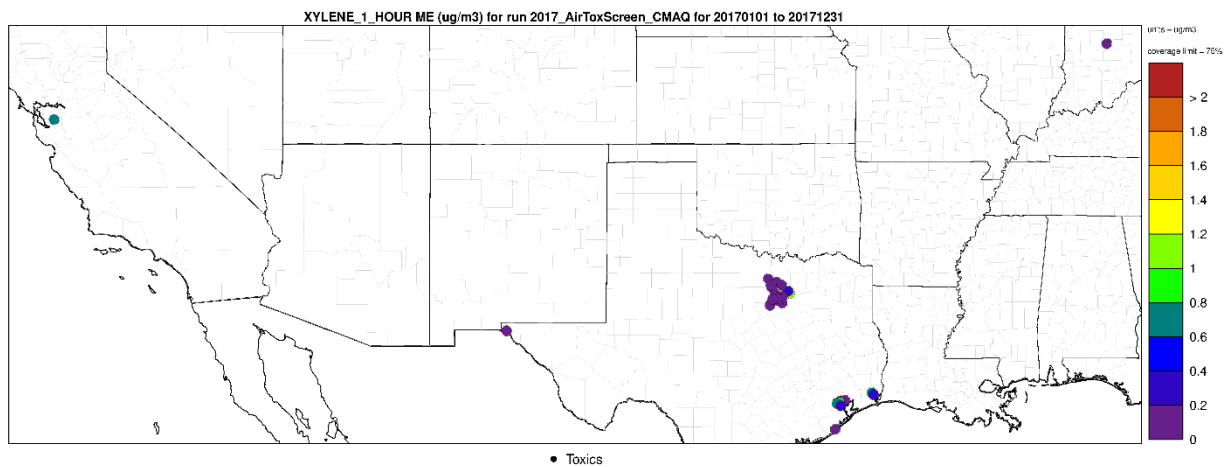 XYLENE_1_HOUR ME (ug/m3) for run 2017_AirToxScreen_CMAQ for 20170101 to 20171231
units = ug/m3
coverage limit = 75%
> 2
1.8
1.6
1.4
1.2
1
0.8
0.6
0.4
0.2
0
Toxics